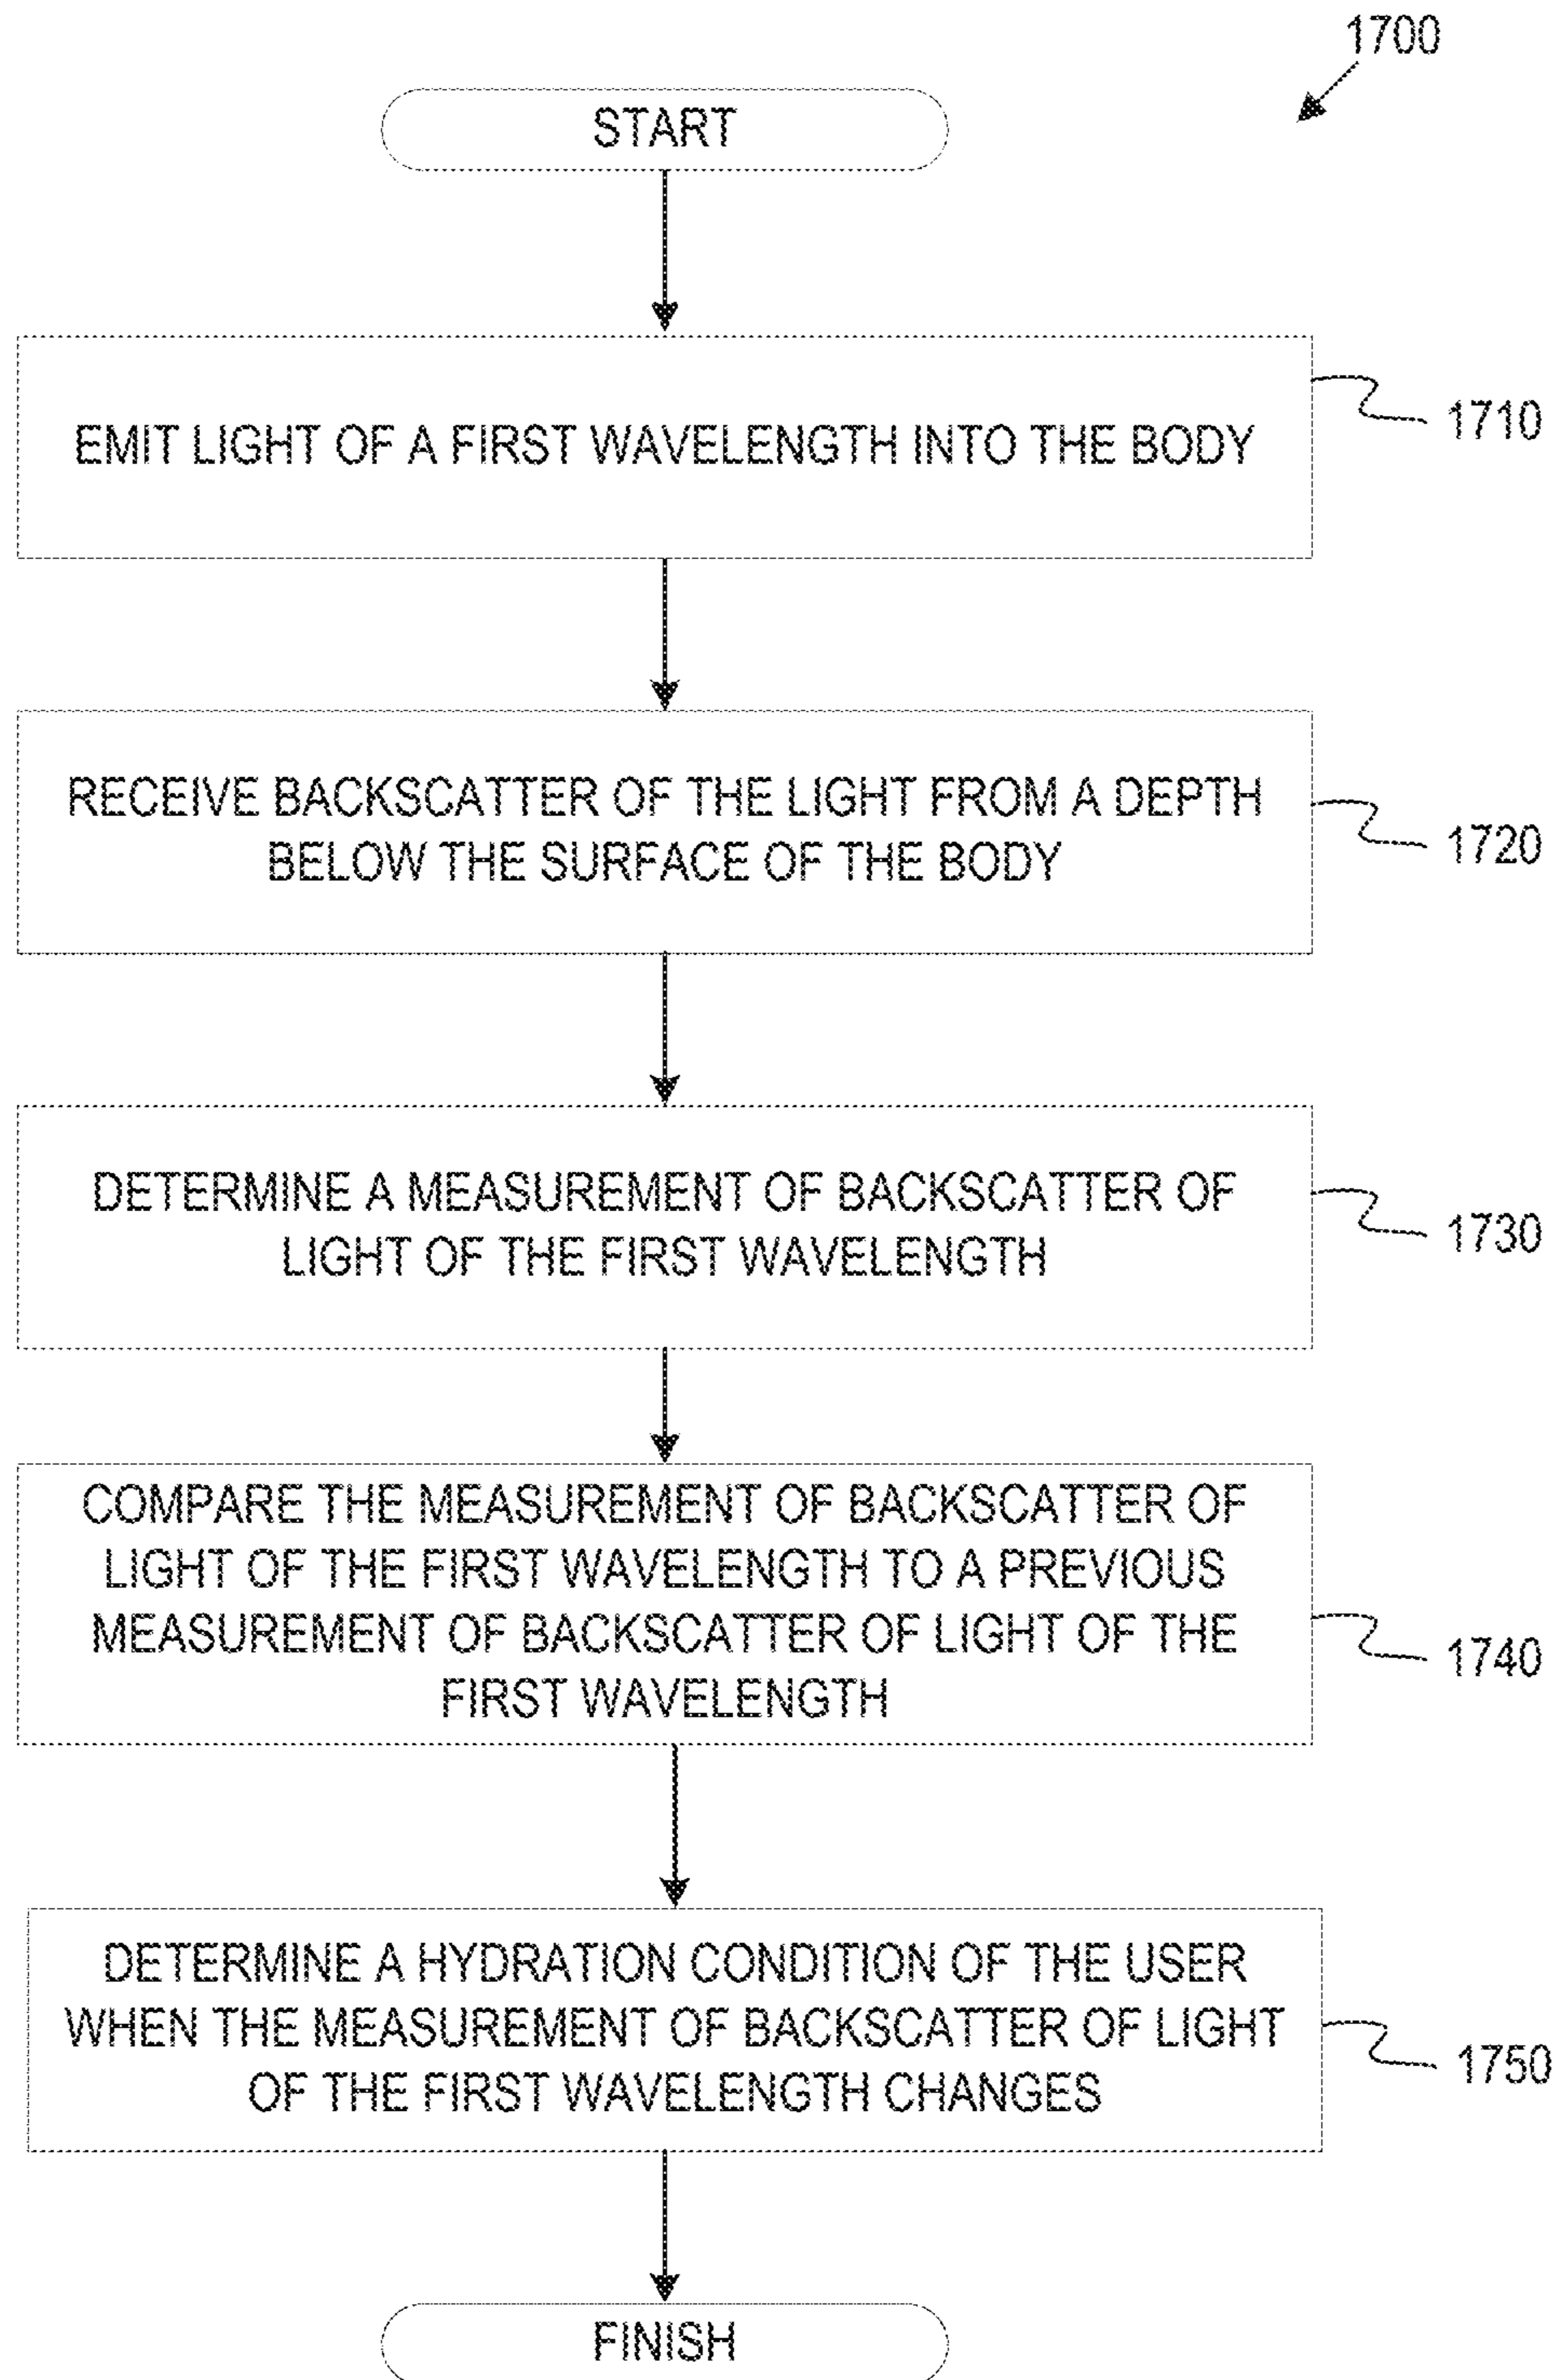 1700
START
EMIT LIGHT OF A FIRST WAVELENGTH INTO THE BODY
1710
RECEIVE BACKSCATTER OF THE LIGHT FROM A DEPTH
BELOW THE SURFACE OF THE BODY
1720
DETERMINE A MEASUREMENT OF BACKSCATTER OF
LIGHT OF THE FIRST WAVELENGTH
1730
COMPARE THE MEASUREMENT OF BACKSCATTER OF
LIGHT OF THE FIRST WAVELENGTH TO A PREVIOUS
MEASUREMENT OF BACKSCATTER OF LIGHT OF THE
FIRST WAVELENGTH
1740
DETERMINE A HYDRATION CONDITION OF THE USER
WHEN THE MEASUREMENT OF BACKSCATTER OF LIGHT
OF THE FIRST WAVELENGTH CHANGES
1750
FINISH